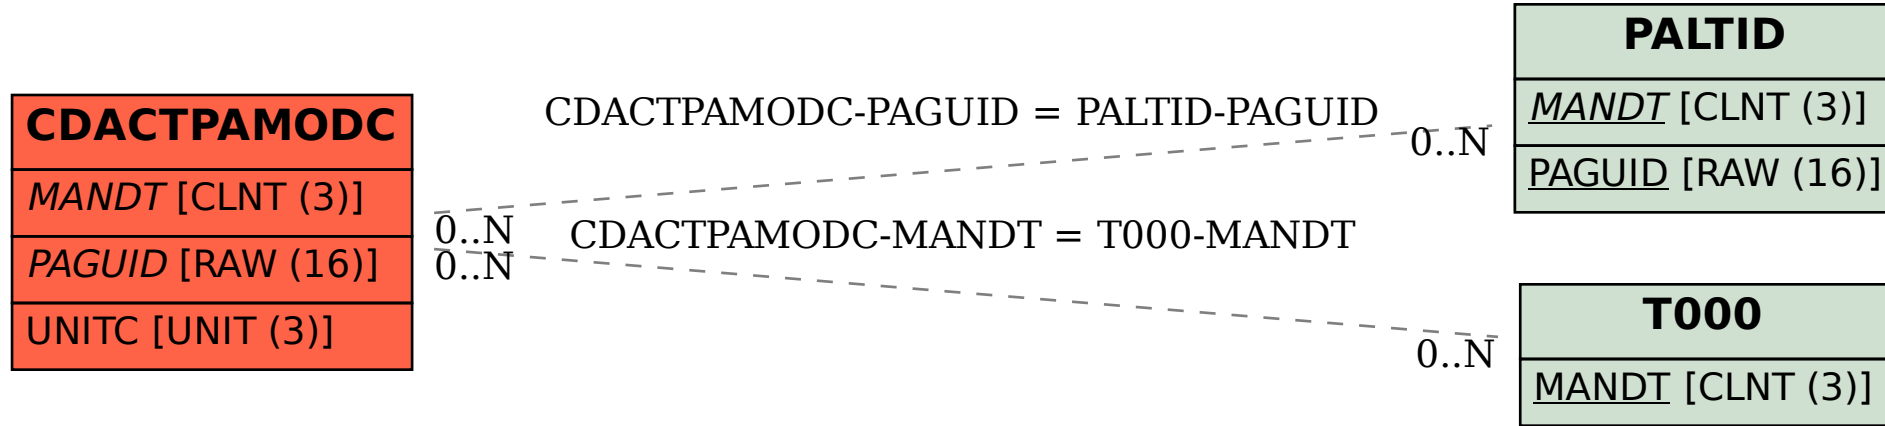 CDACTPAMODC
MANDT [CLNT (3)]
PAGUID [RAW (16)]
UNITC [UNIT (3)]
CDACTPAMODC-PAGUID = PALTID-PAGUID
0..N
0..N
CDACTPAMODC-MANDT = T000-MANDT
0..N
0..N
PALTID
MANDT [CLNT (3)]
PAGUID [RAW (16)]
T000
MANDT [CLNT (3)]